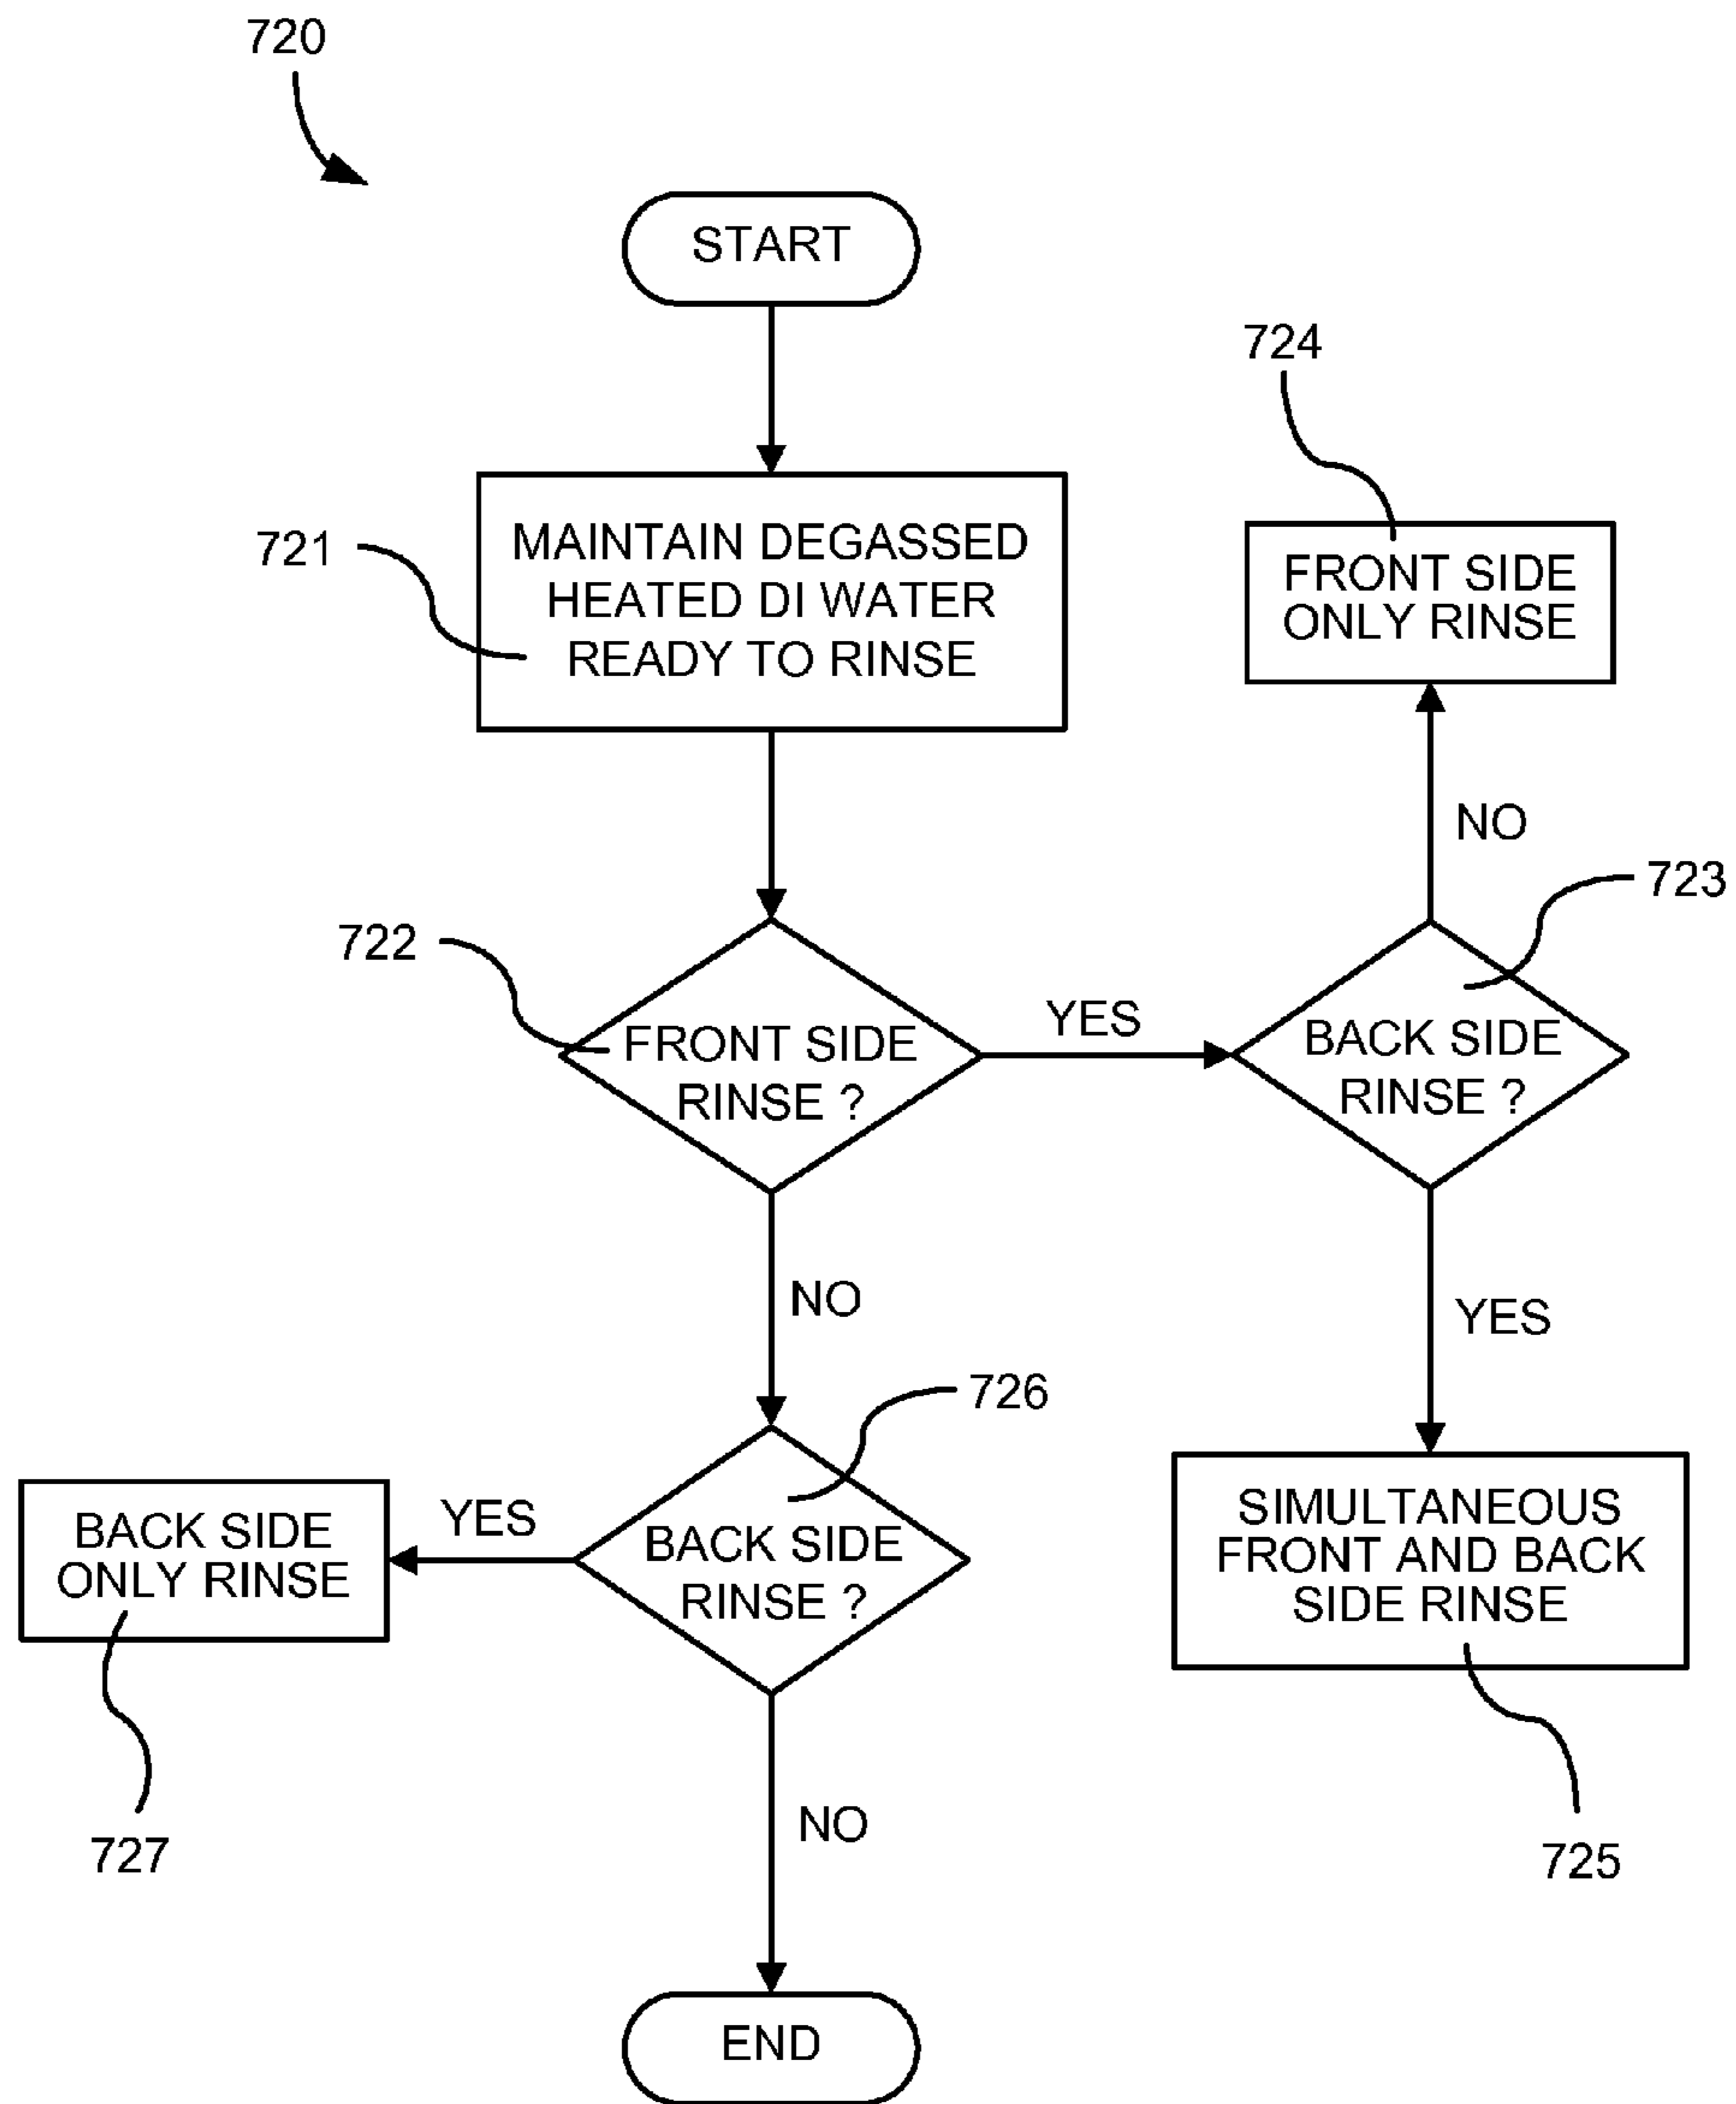 720
START
724
721
MAINTAIN DEGASSED
HEATED DI WATER
READY TO RINSE
FRONT SIDE
ONLY RINSE
NO
723
722
FRONT SIDE
RINSE ?
YES
BACK SIDE
RINSE ?
NO
YES
726
BACK SIDE
ONLY RINSE
YES
BACK SIDE
RINSE ?
SIMULTANEOUS
FRONT AND BACK
SIDE RINSE
727
NO
725
END